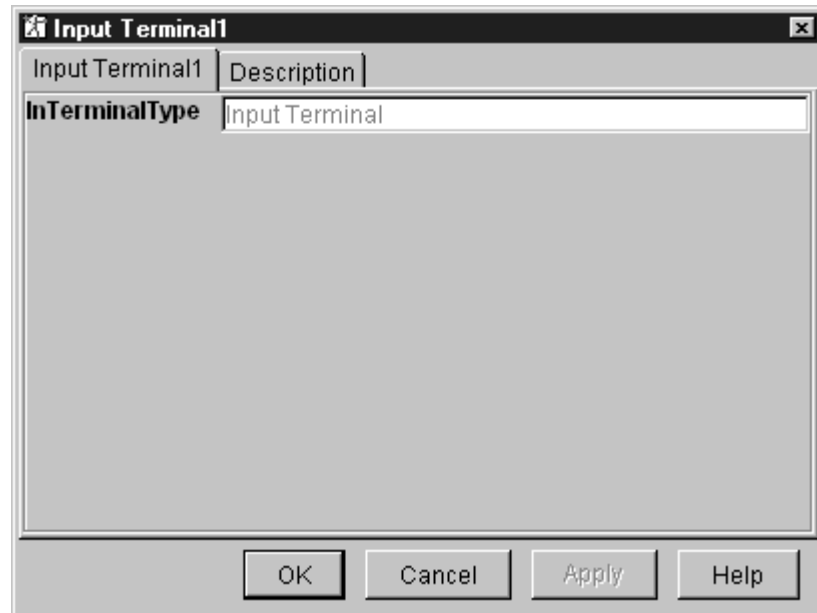 Input Terminal1
Input Terminal1 Description
InTerminalType Input Terminal
OK Cancel Apply Help